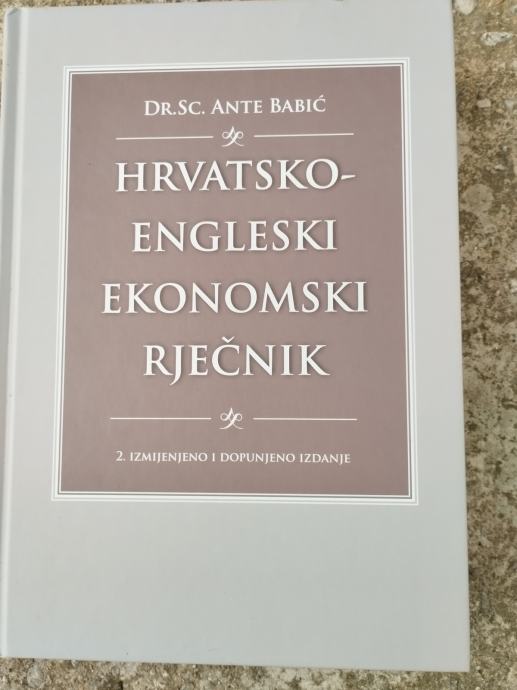 DR.SC. ANTE BABIĆ
HRVATSKO-
ENGLESKI
EKONOMSKI
RJEČNIK
2. IZMIJENJENO I DOPUNJENO IZDANJE